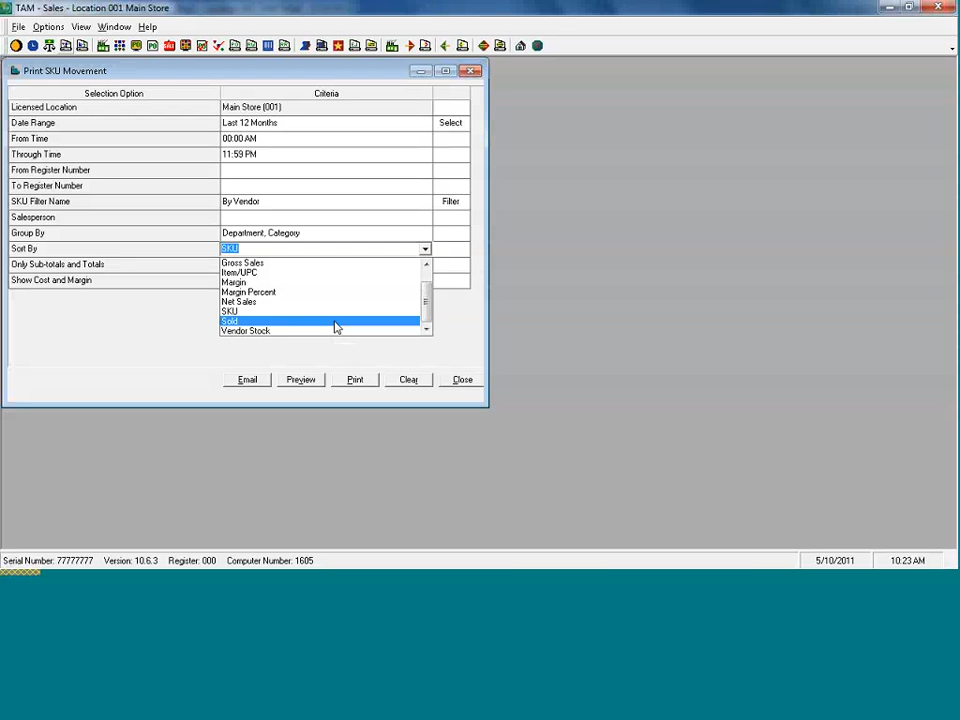 TAM - Sales - Location 001 Main Store
File Options View Window Help
Print SKU Movement
Selection Option Criteria
Licensed Location Main Store (001)
Date Range Last 12 Months Select
From Time 00:00 AM
Through Time 11:59 PM
From Register Number
To Register Number
SKU Filter Name By Vendor Filter
Salesperson
Group By Department, Category
Sort By SKU
Only Sub-totals and Totals
Show Cost and Margin
Gross Sales
Item/UPC
Margin
Margin Percent
Net Sales
SKU
Sold
Vendor Stock
Email Preview Print Clear Close
Serial Number: 77777777 Version: 10.6.3 Register: 000 Computer Number: 1605 5/10/2011 10:23 AM